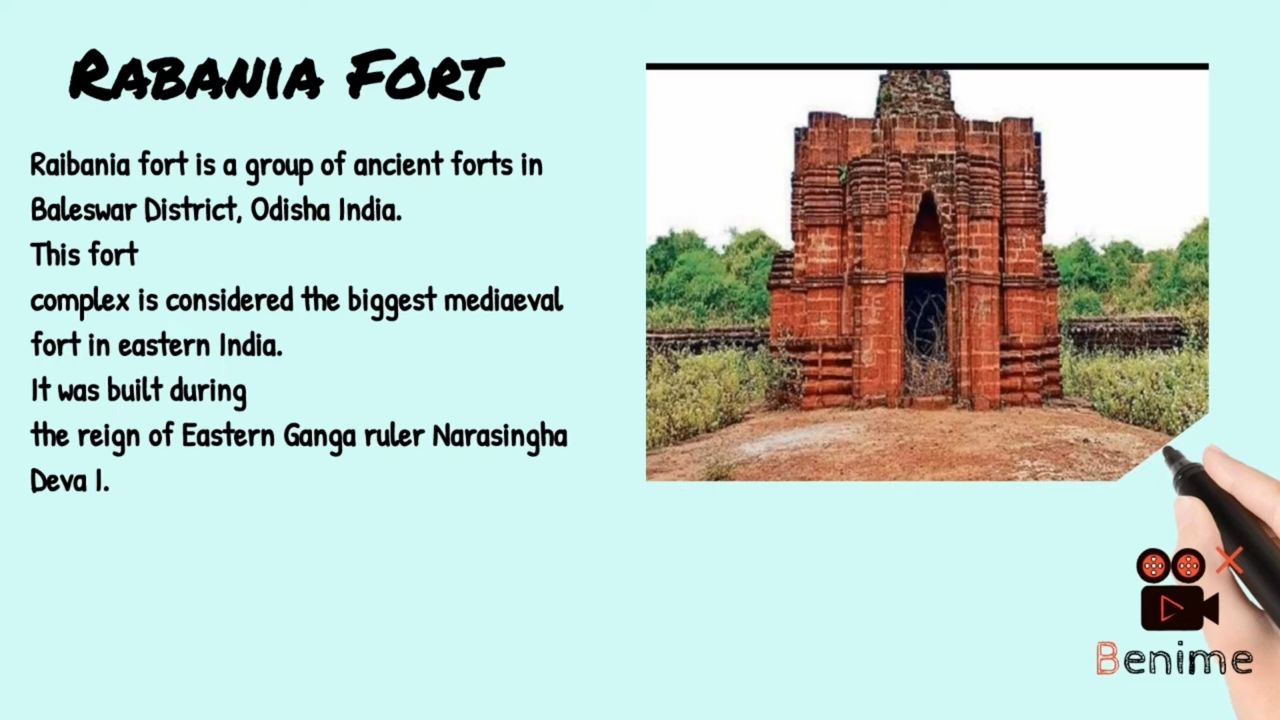 Rabania Fort
Raibania fort is a group of ancient forts in
Baleswar District, Odisha India.
This fort
complex is considered the biggest mediaeval
fort in eastern India.
It was built during
the reign of Eastern Ganga ruler Narasingha
Deva I.
Benime